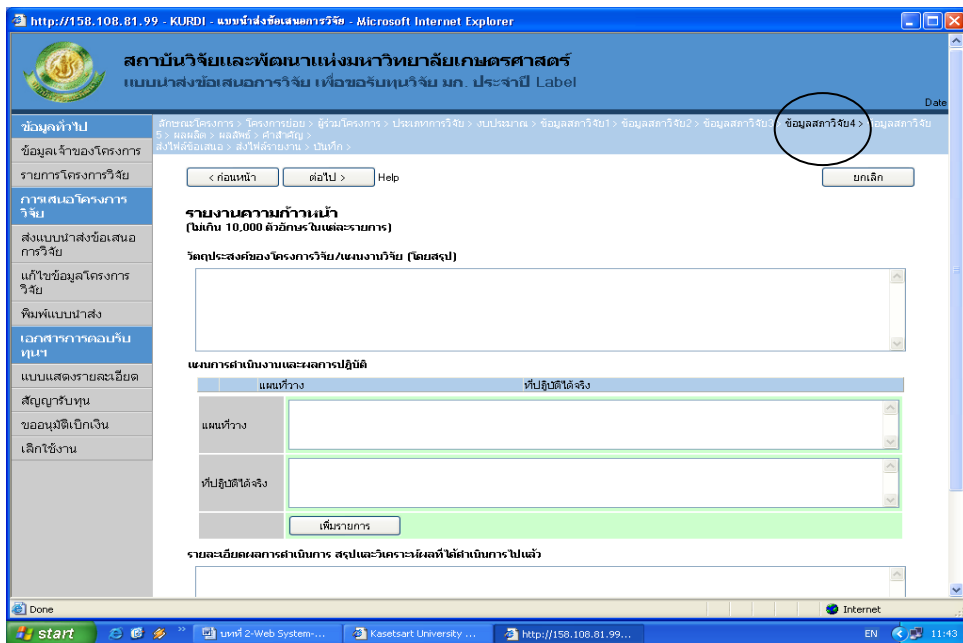 http://158.108.81.99 - KURDI - แบบนำส่งข้อเสนอการวิจัย - Microsoft Internet Explorer
สถาบันวิจัยและพัฒนาแห่งมหาวิทยาลัยเกษตรศาสตร์
แบบนำส่งข้อเสนอการวิจัย เพื่อขอรับทุนวิจัย มก. ประจำปี Label
Date
ลักษณะโครงการ > โครงการย่อย > ผู้ร่วมโครงการ > ประเภทการวิจัย > งบประมาณ > ข้อมูลสภาวิจัย1 > ข้อมูลสภาวิจัย2 > ข้อมูลสภาวิจัย3 > ข้อมูลสภาวิจัย4 > ข้อมูลสภาวิจัย
5 > ผลผลิต > ผลลัพธ์ > คำสำคัญ >
ส่งไฟล์ข้อเสนอ > ส่งไฟล์รายงาน > บันทึก >
ข้อมูลทั่วไป
ข้อมูลเจ้าของโครงการ
รายการโครงการวิจัย
การเสนอโครงการ
วิจัย
ส่งแบบนำส่งข้อเสนอ
การวิจัย
แก้ไขข้อมูลโครงการ
วิจัย
พิมพ์แบบนำส่ง
เอกสารการตอบรับ
ทุนฯ
แบบแสดงรายละเอียด
สัญญารับทุน
ขออนุมัติเบิกเงิน
เลิกใช้งาน
< ก่อนหน้า
ต่อไป >
Help
ยกเลิก
รายงานความก้าวหน้า
(ไม่เกิน 10,000 ตัวอักษรในแต่ละรายการ)
วัตถุประสงค์ของโครงการวิจัย/แผนงานวิจัย (โดยสรุป)
แผนการดำเนินงานและผลการปฏิบัติ
แผนที่วาง
ที่ปฏิบัติได้จริง
แผนที่วาง
ที่ปฏิบัติได้จริง
เพิ่มรายการ
รายละเอียดผลการดำเนินการ สรุปและวิเคราะห์ผลที่ได้ดำเนินการไปแล้ว
Done
Internet
start
บทที่ 2-Web System-...
Kasetsart University ...
http://158.108.81.99...
EN
11:43